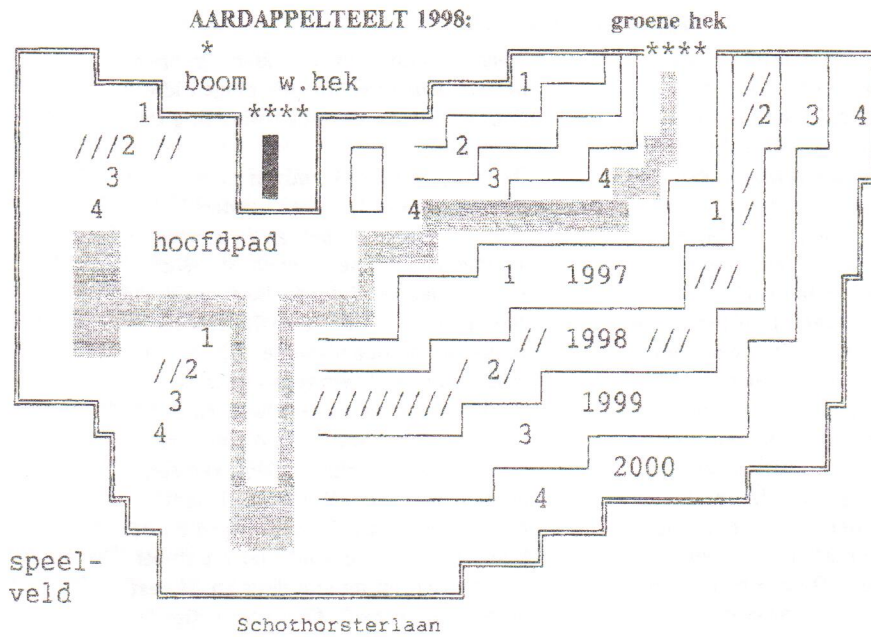 AARDAPPELTEELT 1998: groene hek
* ****
boom w.hek 1 //
1 **** /2 3 4
///2 // 2
3 3 4 /
4 4 1 /
hoofdpad
1 1997 ///
1 // 1998 ///
//2 / 2/
3 ///////// 1999
4 3
2000
4
speel-
veld
Schothorsterlaan